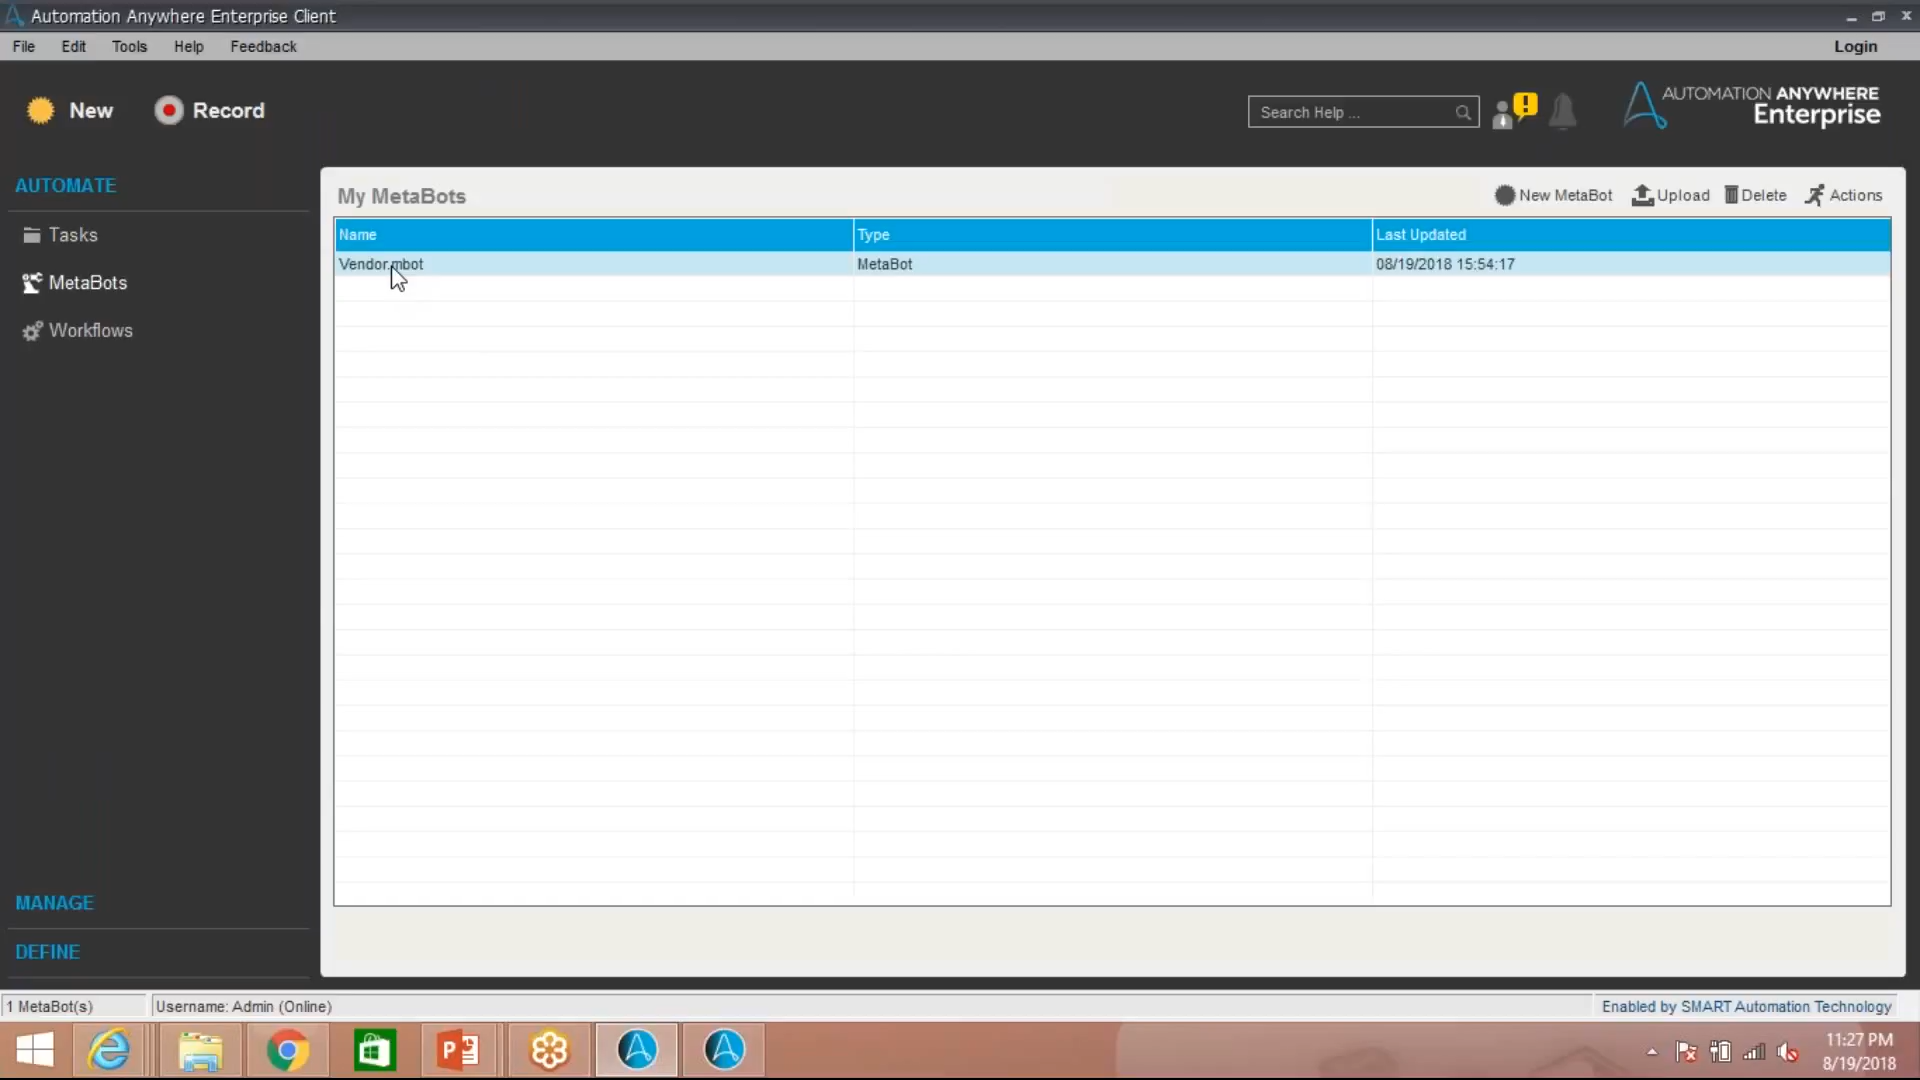 Automation Anywhere Enterprise Client
File Edit Tools Help Feedback Login
New Record Search Help ... AUTOMATION ANYWHERE
Enterprise
AUTOMATE
Tasks
MetaBots
Workflows
MANAGE
DEFINE
My MetaBots New MetaBot Upload Delete Actions
Name Type Last Updated
Vendor.mbot MetaBot 08/19/2018 15:54:17
1 MetaBot(s) Username: Admin (Online) Enabled by SMART Automation Technology
11:27 PM
8/19/2018